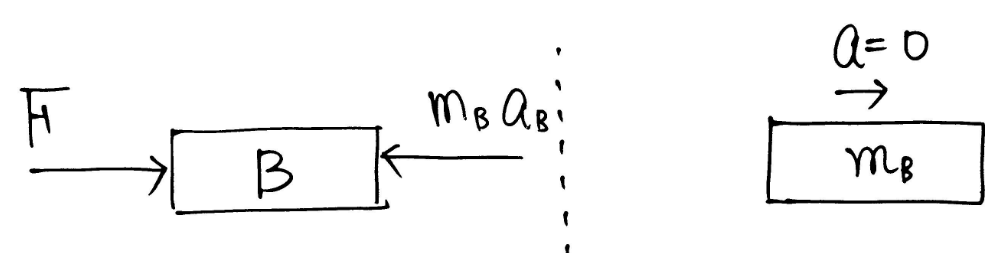 F
B
m_B a_B
a = 0
m_B